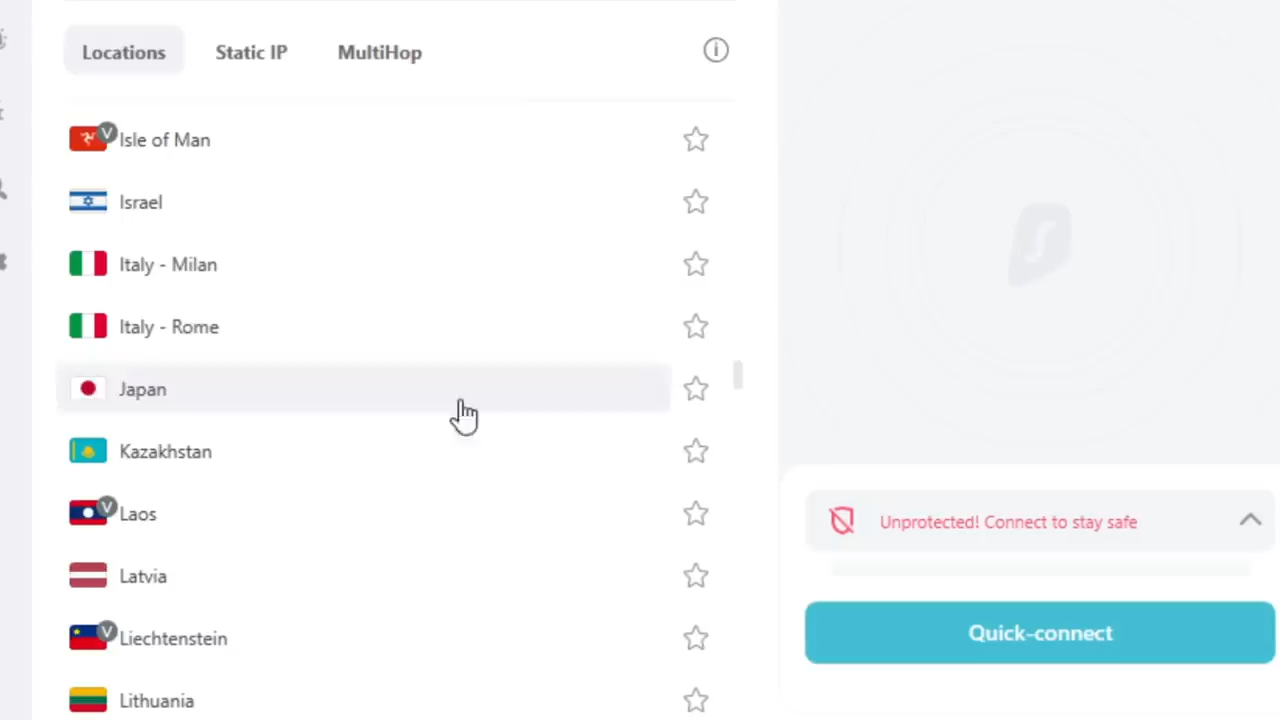 Locations Static IP MultiHop
V Isle of Man
Israel
Italy - Milan
Italy - Rome
Japan
Kazakhstan
V Laos
Latvia
V Liechtenstein
Lithuania
Unprotected! Connect to stay safe
Quick-connect